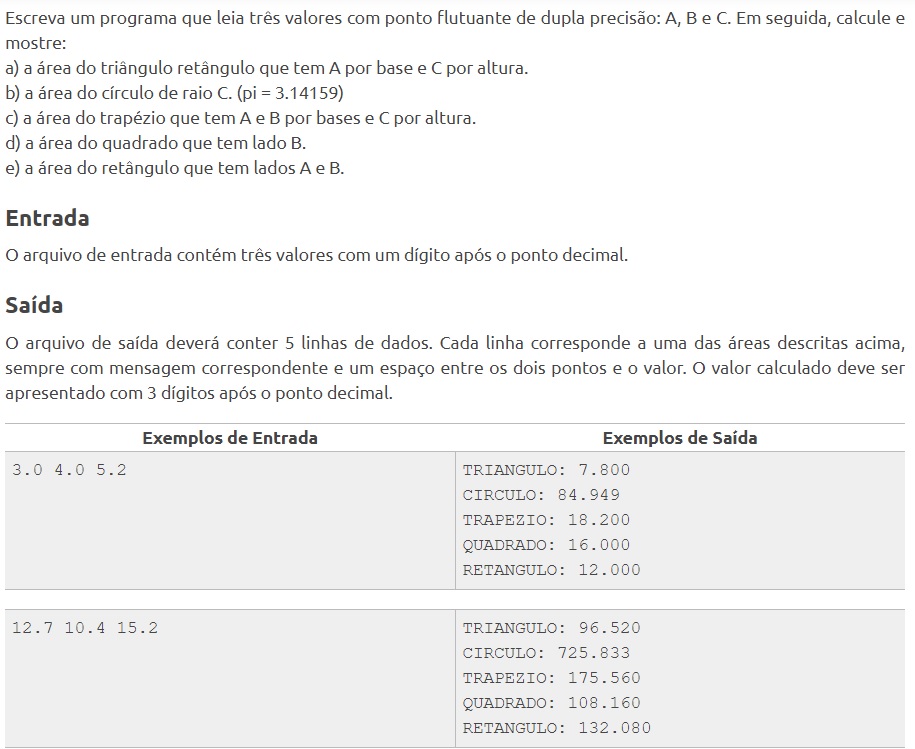 Escreva um programa que leia três valores com ponto flutuante de dupla precisão: A, B e C. Em seguida, calcule e
mostre:
a) a área do triângulo retângulo que tem A por base e C por altura.
b) a área do círculo de raio C. (pi = 3.14159)
c) a área do trapézio que tem A e B por bases e C por altura.
d) a área do quadrado que tem lado B.
e) a área do retângulo que tem lados A e B.
Entrada
O arquivo de entrada contém três valores com um dígito após o ponto decimal.
Saída
O arquivo de saída deverá conter 5 linhas de dados. Cada linha corresponde a uma das áreas descritas acima,
sempre com mensagem correspondente e um espaço entre os dois pontos e o valor. O valor calculado deve ser
apresentado com 3 dígitos após o ponto decimal.
Exemplos de Entrada Exemplos de Saída
3.0 4.0 5.2 TRIANGULO: 7.800
CIRCULO: 84.949
TRAPEZIO: 18.200
QUADRADO: 16.000
RETANGULO: 12.000
12.7 10.4 15.2 TRIANGULO: 96.520
CIRCULO: 725.833
TRAPEZIO: 175.560
QUADRADO: 108.160
RETANGULO: 132.080